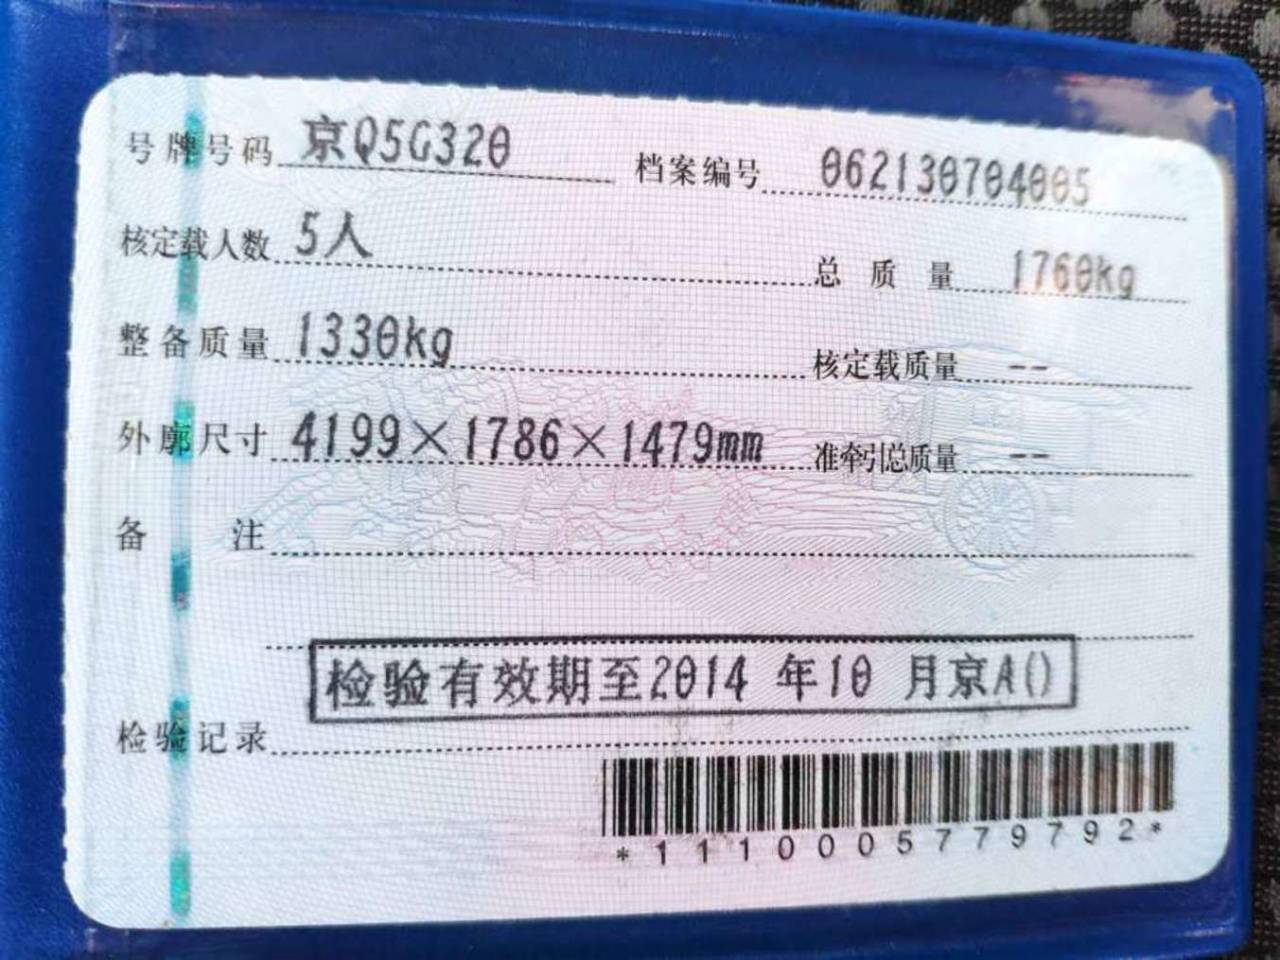 号牌号码 京Q5G320 档案编号 062130704005
核定载人数 5人 总质量 1760kg
整备质量 1330kg 核定载质量 --
外廓尺寸 4199×1786×1479mm 准牵引总质量 --
备注
检验有效期至2014 年10 月京A()
检验记录
*1110005779792*